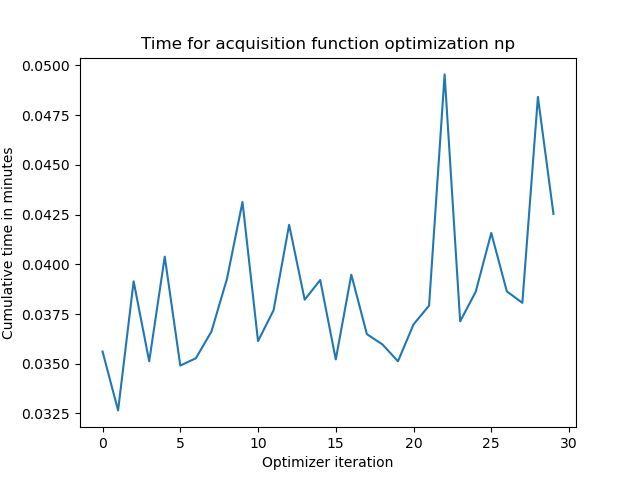 Time for acquisition function optimization np
Cumulative time in minutes
0.0500
0.0475
0.0450
0.0425
0.0400
0.0375
0.0350
0.0325
0 5 10 15 20 25 30
Optimizer iteration